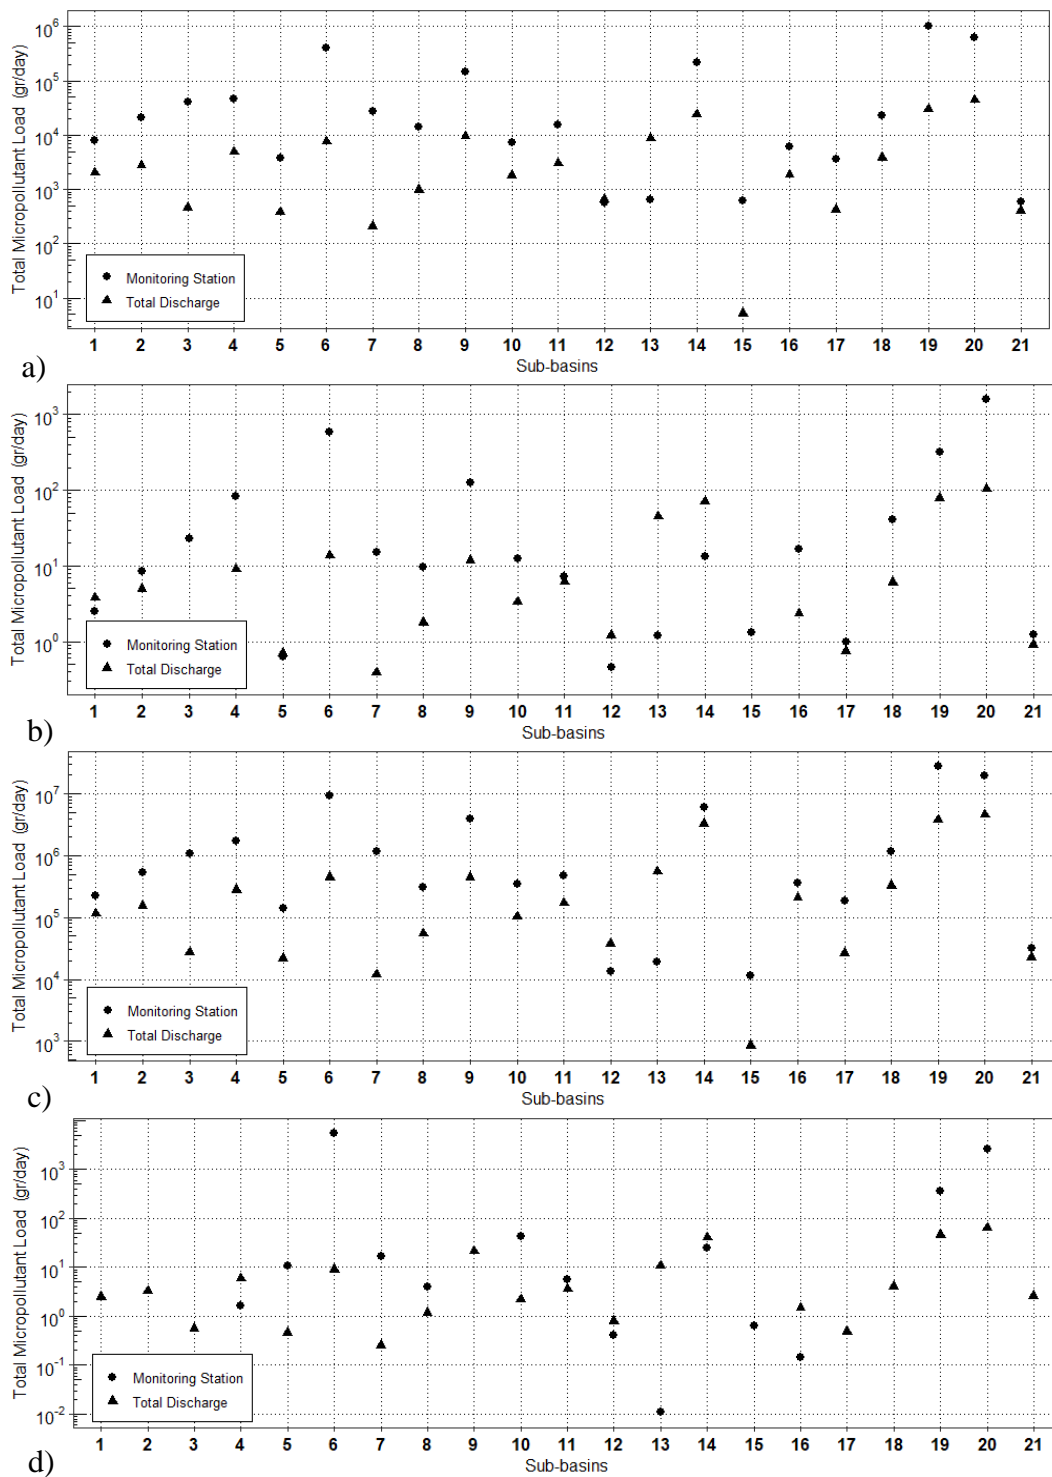 Total Micropollutant Load (gr/day)
10^6
10^5
10^4
10^3
10^2
10^1
Monitoring Station
Total Discharge
1 2 3 4 5 6 7 8 9 10 11 12 13 14 15 16 17 18 19 20 21
Sub-basins
a)
Total Micropollutant Load (gr/day)
10^3
10^2
10^1
10^0
Monitoring Station
Total Discharge
1 2 3 4 5 6 7 8 9 10 11 12 13 14 15 16 17 18 19 20 21
Sub-basins
b)
Total Micropollutant Load (gr/day)
10^7
10^6
10^5
10^4
10^3
Monitoring Station
Total Discharge
1 2 3 4 5 6 7 8 9 10 11 12 13 14 15 16 17 18 19 20 21
Sub-basins
c)
Total Micropollutant Load (gr/day)
10^3
10^2
10^1
10^0
10^-1
10^-2
Monitoring Station
Total Discharge
1 2 3 4 5 6 7 8 9 10 11 12 13 14 15 16 17 18 19 20 21
Sub-basins
d)